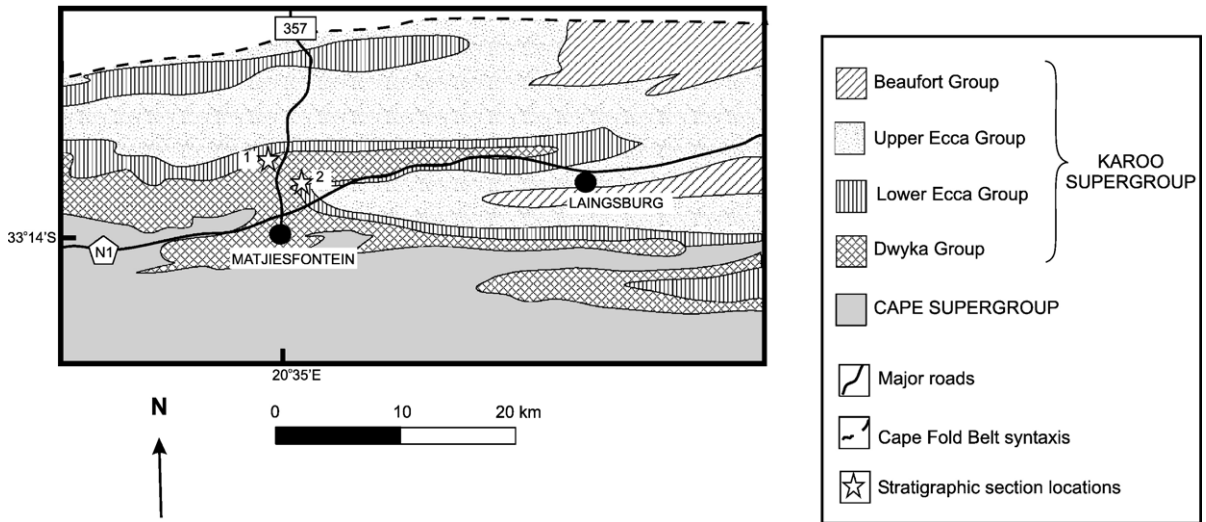 357
1
2
LAINGSBURG
33°14'S
N1
MATJIESFONTEIN
20°35'E
N
0 10 20 km
Beaufort Group
Upper Ecca Group
KAROO
SUPERGROUP
Lower Ecca Group
Dwyka Group
CAPE SUPERGROUP
Major roads
Cape Fold Belt syntaxis
Stratigraphic section locations